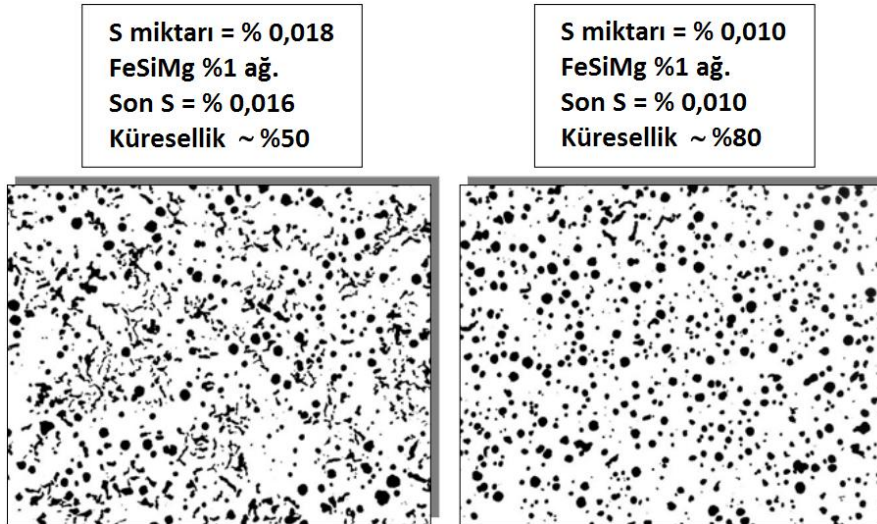 S miktarı = % 0,018
FeSiMg %1 ağ.
Son S = % 0,016
Küresellik ~ %50
S miktarı = % 0,010
FeSiMg %1 ağ.
Son S = % 0,010
Küresellik ~ %80